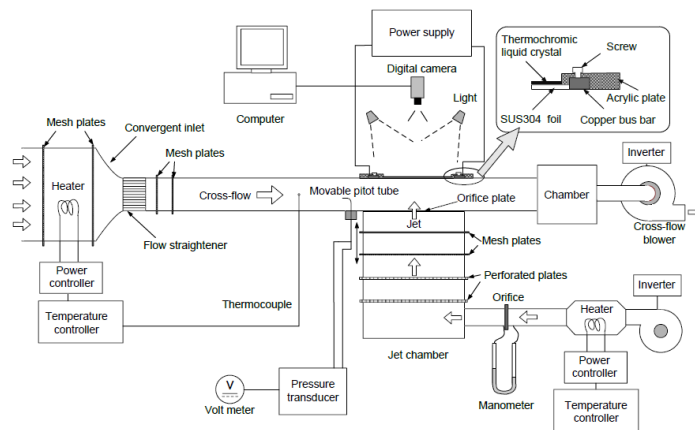 Power supply
Digital camera
Light
Computer
Thermochromic
liquid crystal
Screw
Acrylic plate
SUS304 foil
Copper bus bar
Mesh plates
Convergent inlet
Mesh plates
Heater
Cross-flow
Movable pitot tube
Orifice plate
Chamber
Inverter
Cross-flow
blower
Flow straightener
Jet
Mesh plates
Power
controller
Perforated plates
Temperature
controller
Thermocouple
Orifice
Heater
Inverter
Jet chamber
Power
controller
V
Volt meter
Pressure
transducer
Manometer
Temperature
controller